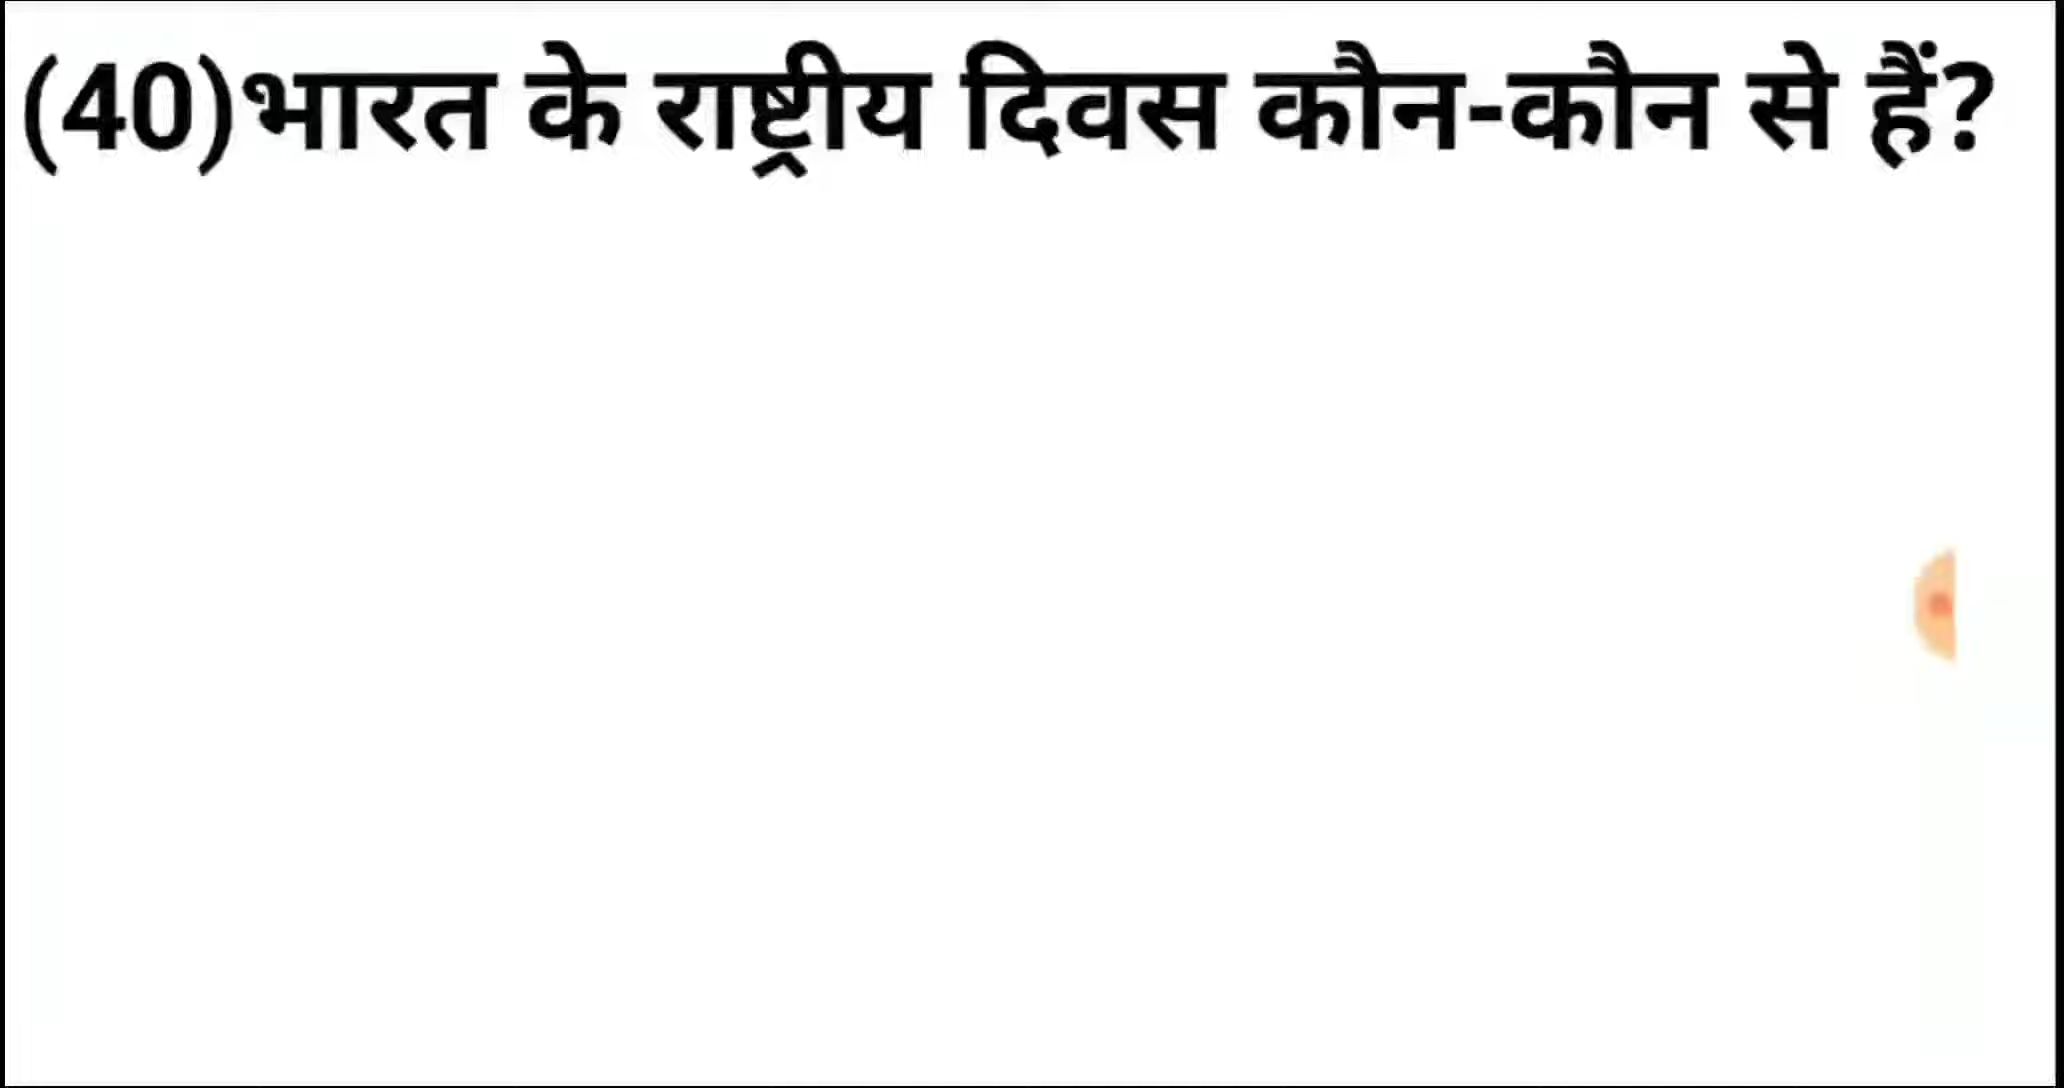 (40)भारत के राष्ट्रीय दिवस कौन-कौन से हैं?